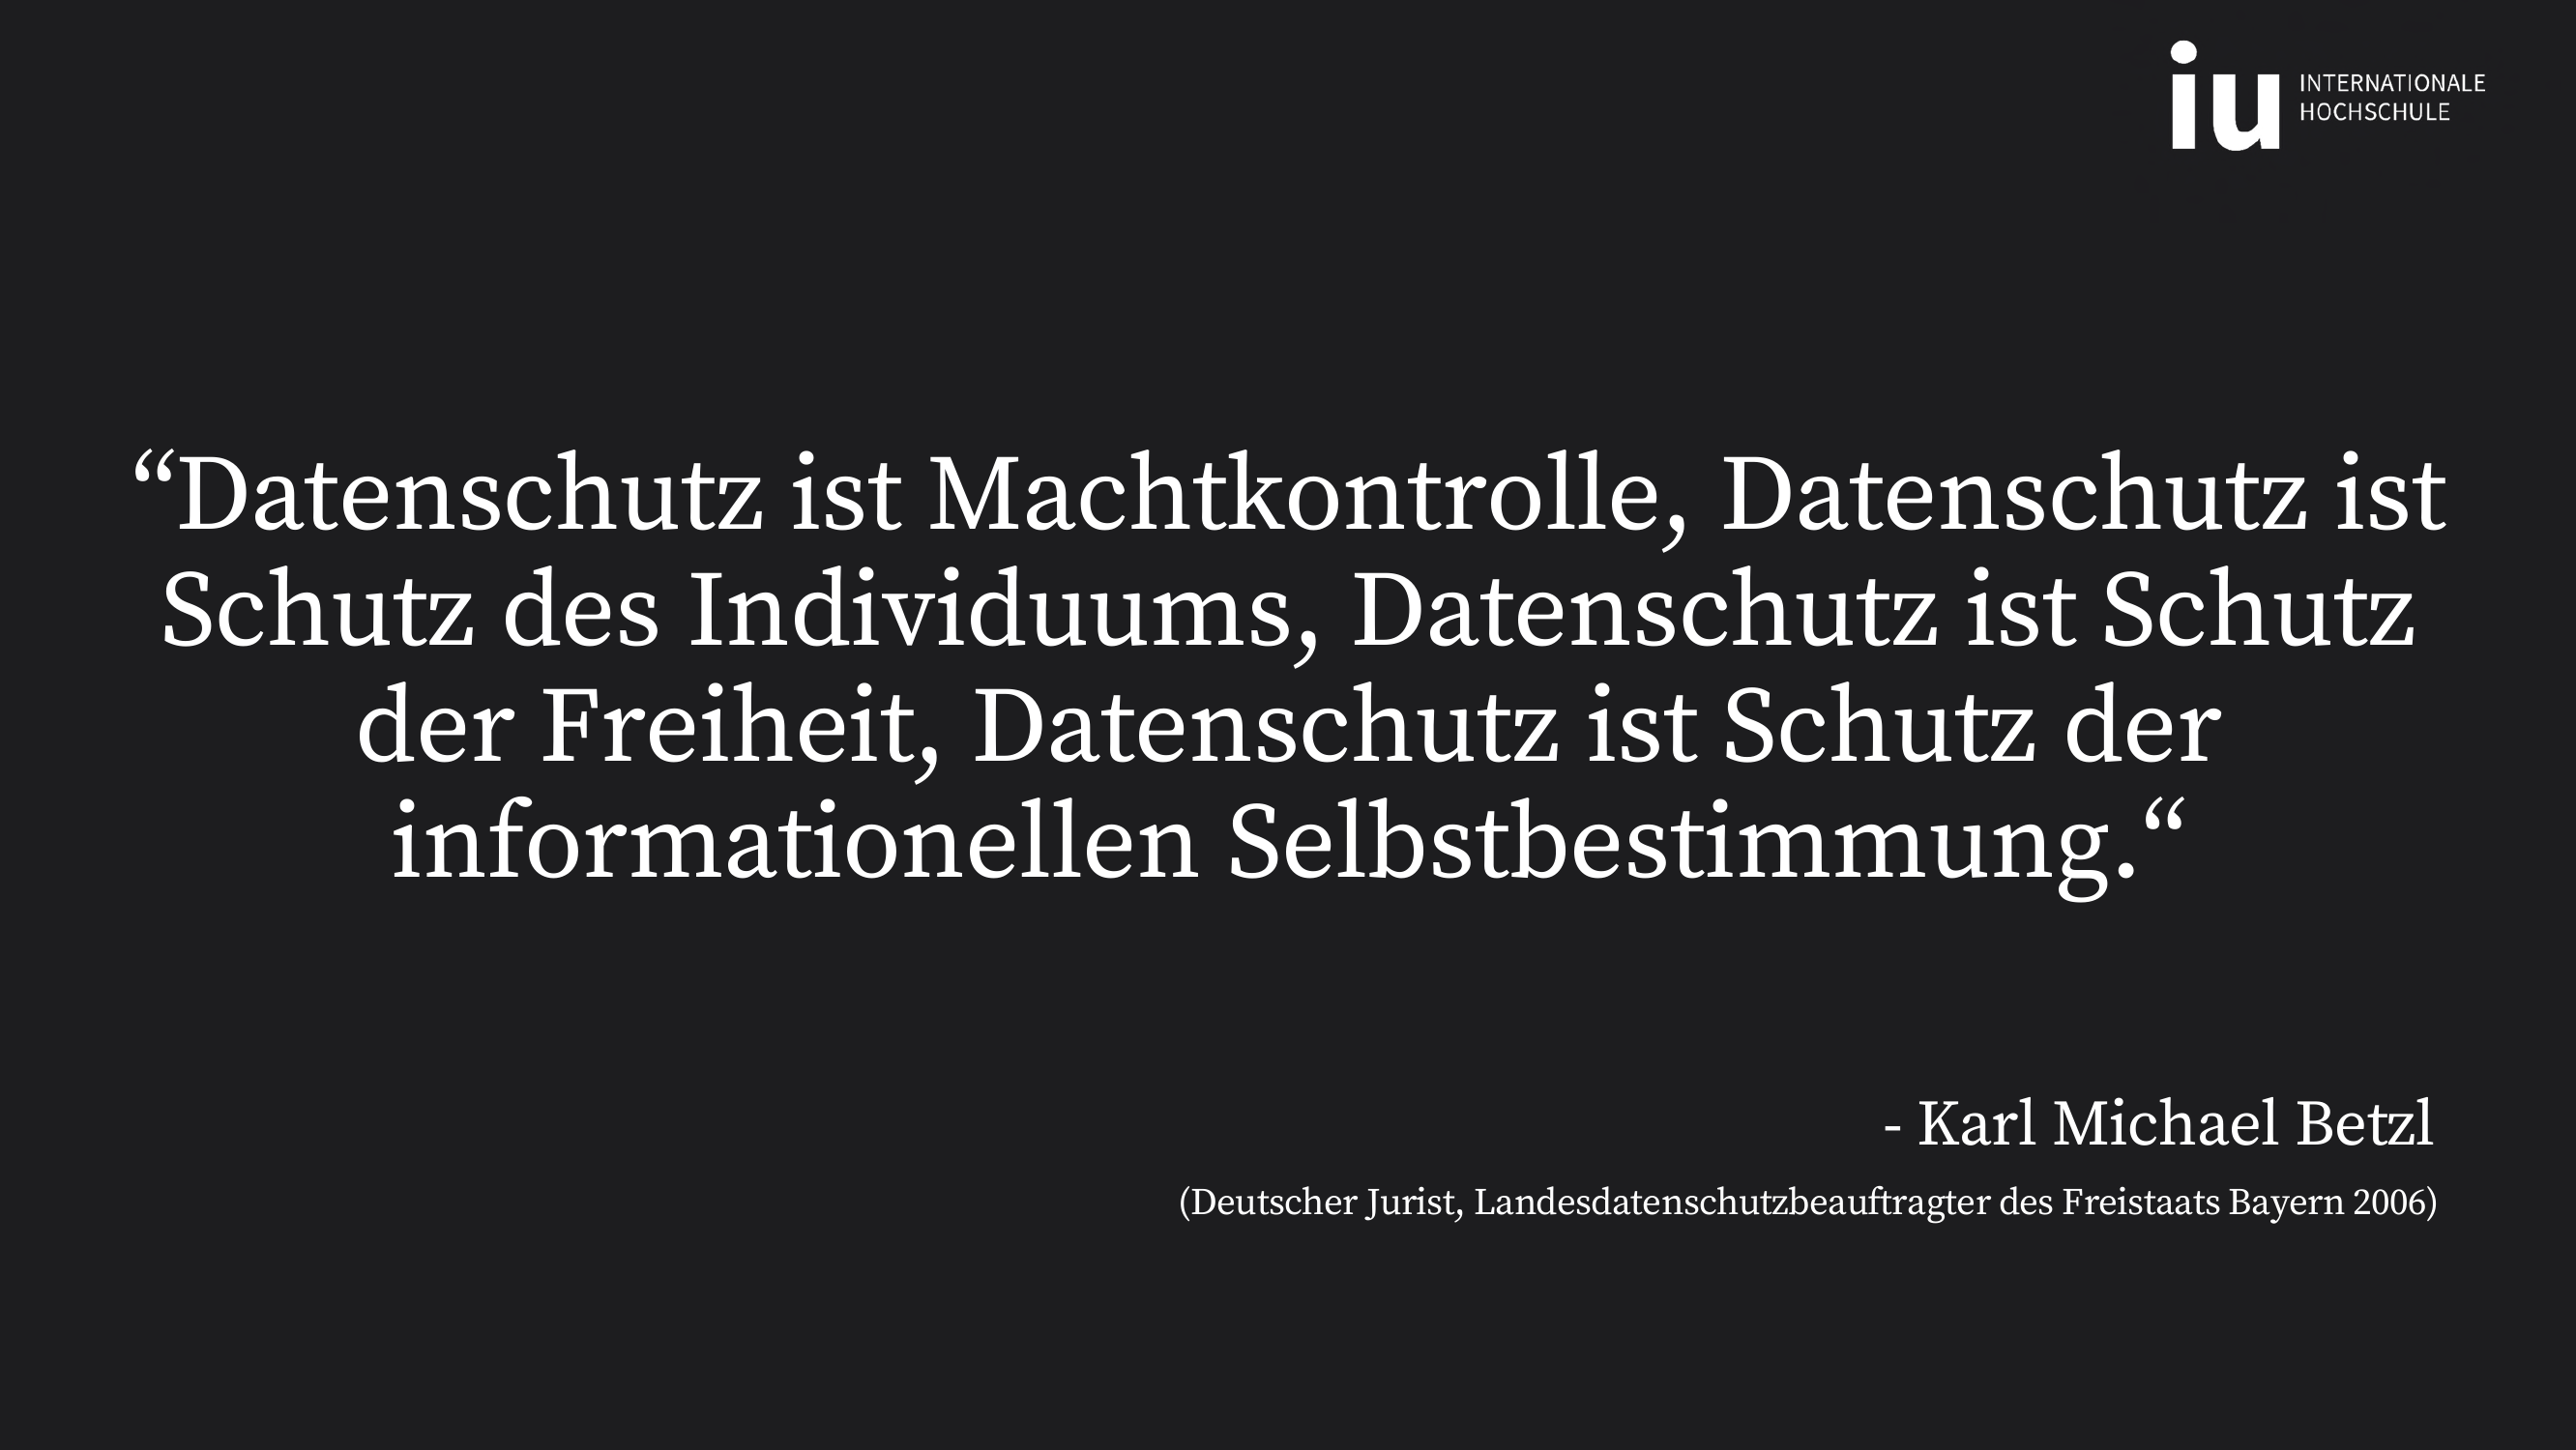 iu INTERNATIONALE
HOCHSCHULE
“Datenschutz ist Machtkontrolle, Datenschutz ist
Schutz des Individuums, Datenschutz ist Schutz
der Freiheit, Datenschutz ist Schutz der
informationellen Selbstbestimmung.“
- Karl Michael Betzl
(Deutscher Jurist, Landesdatenschutzbeauftragter des Freistaats Bayern 2006)